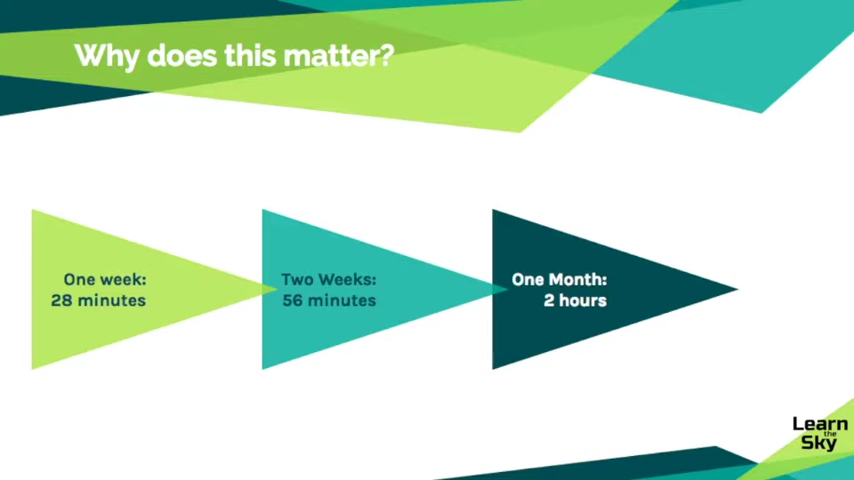 Why does this matter?
One week:
28 minutes
Two Weeks:
56 minutes
One Month:
2 hours
Learn
the
Sky